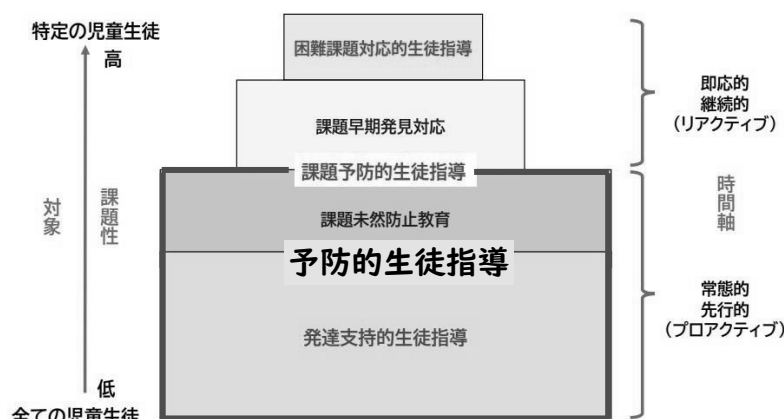 特定の児童生徒
高
困難課題対応的生徒指導
即応的
継続的
(リアクティブ)
課題早期発見対応
課題予防的生徒指導
対象
課題性
課題未然防止教育
時間軸
予防的生徒指導
常態的
先行的
(プロアクティブ)
発達支持的生徒指導
低
全ての児童生徒